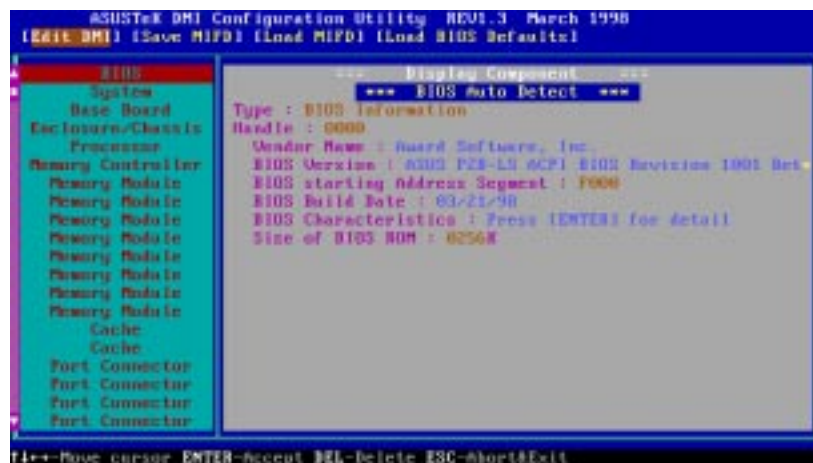 ASUSTeK DMI Configuration Utility REV1.3 March 1998
[Edit DMI] [Save MIFD] [Load MIFD] [Load BIOS Defaults]
BIOS
System
Base Board
Enclosure/Chassis
Processor
Memory Controller
Memory Module
Memory Module
Memory Module
Memory Module
Memory Module
Memory Module
Memory Module
Memory Module
Cache
Cache
Port Connector
Port Connector
Port Connector
Port Connector
*** Display Component ***
*** BIOS Auto Detect ***
Type : BIOS Information
Handle : 0000
Vendor Name : Award Software, Inc.
BIOS Version : ASUS P2B-LS ACPI BIOS Revision 1001 Bet
BIOS starting Address Segment : F000
BIOS Build Date : 03/21/98
BIOS Characteristics : Press [ENTER] for detail
Size of BIOS ROM : 0256K
↑↓←→-Move cursor ENTER-Accept DEL-Delete ESC-Abort&Exit